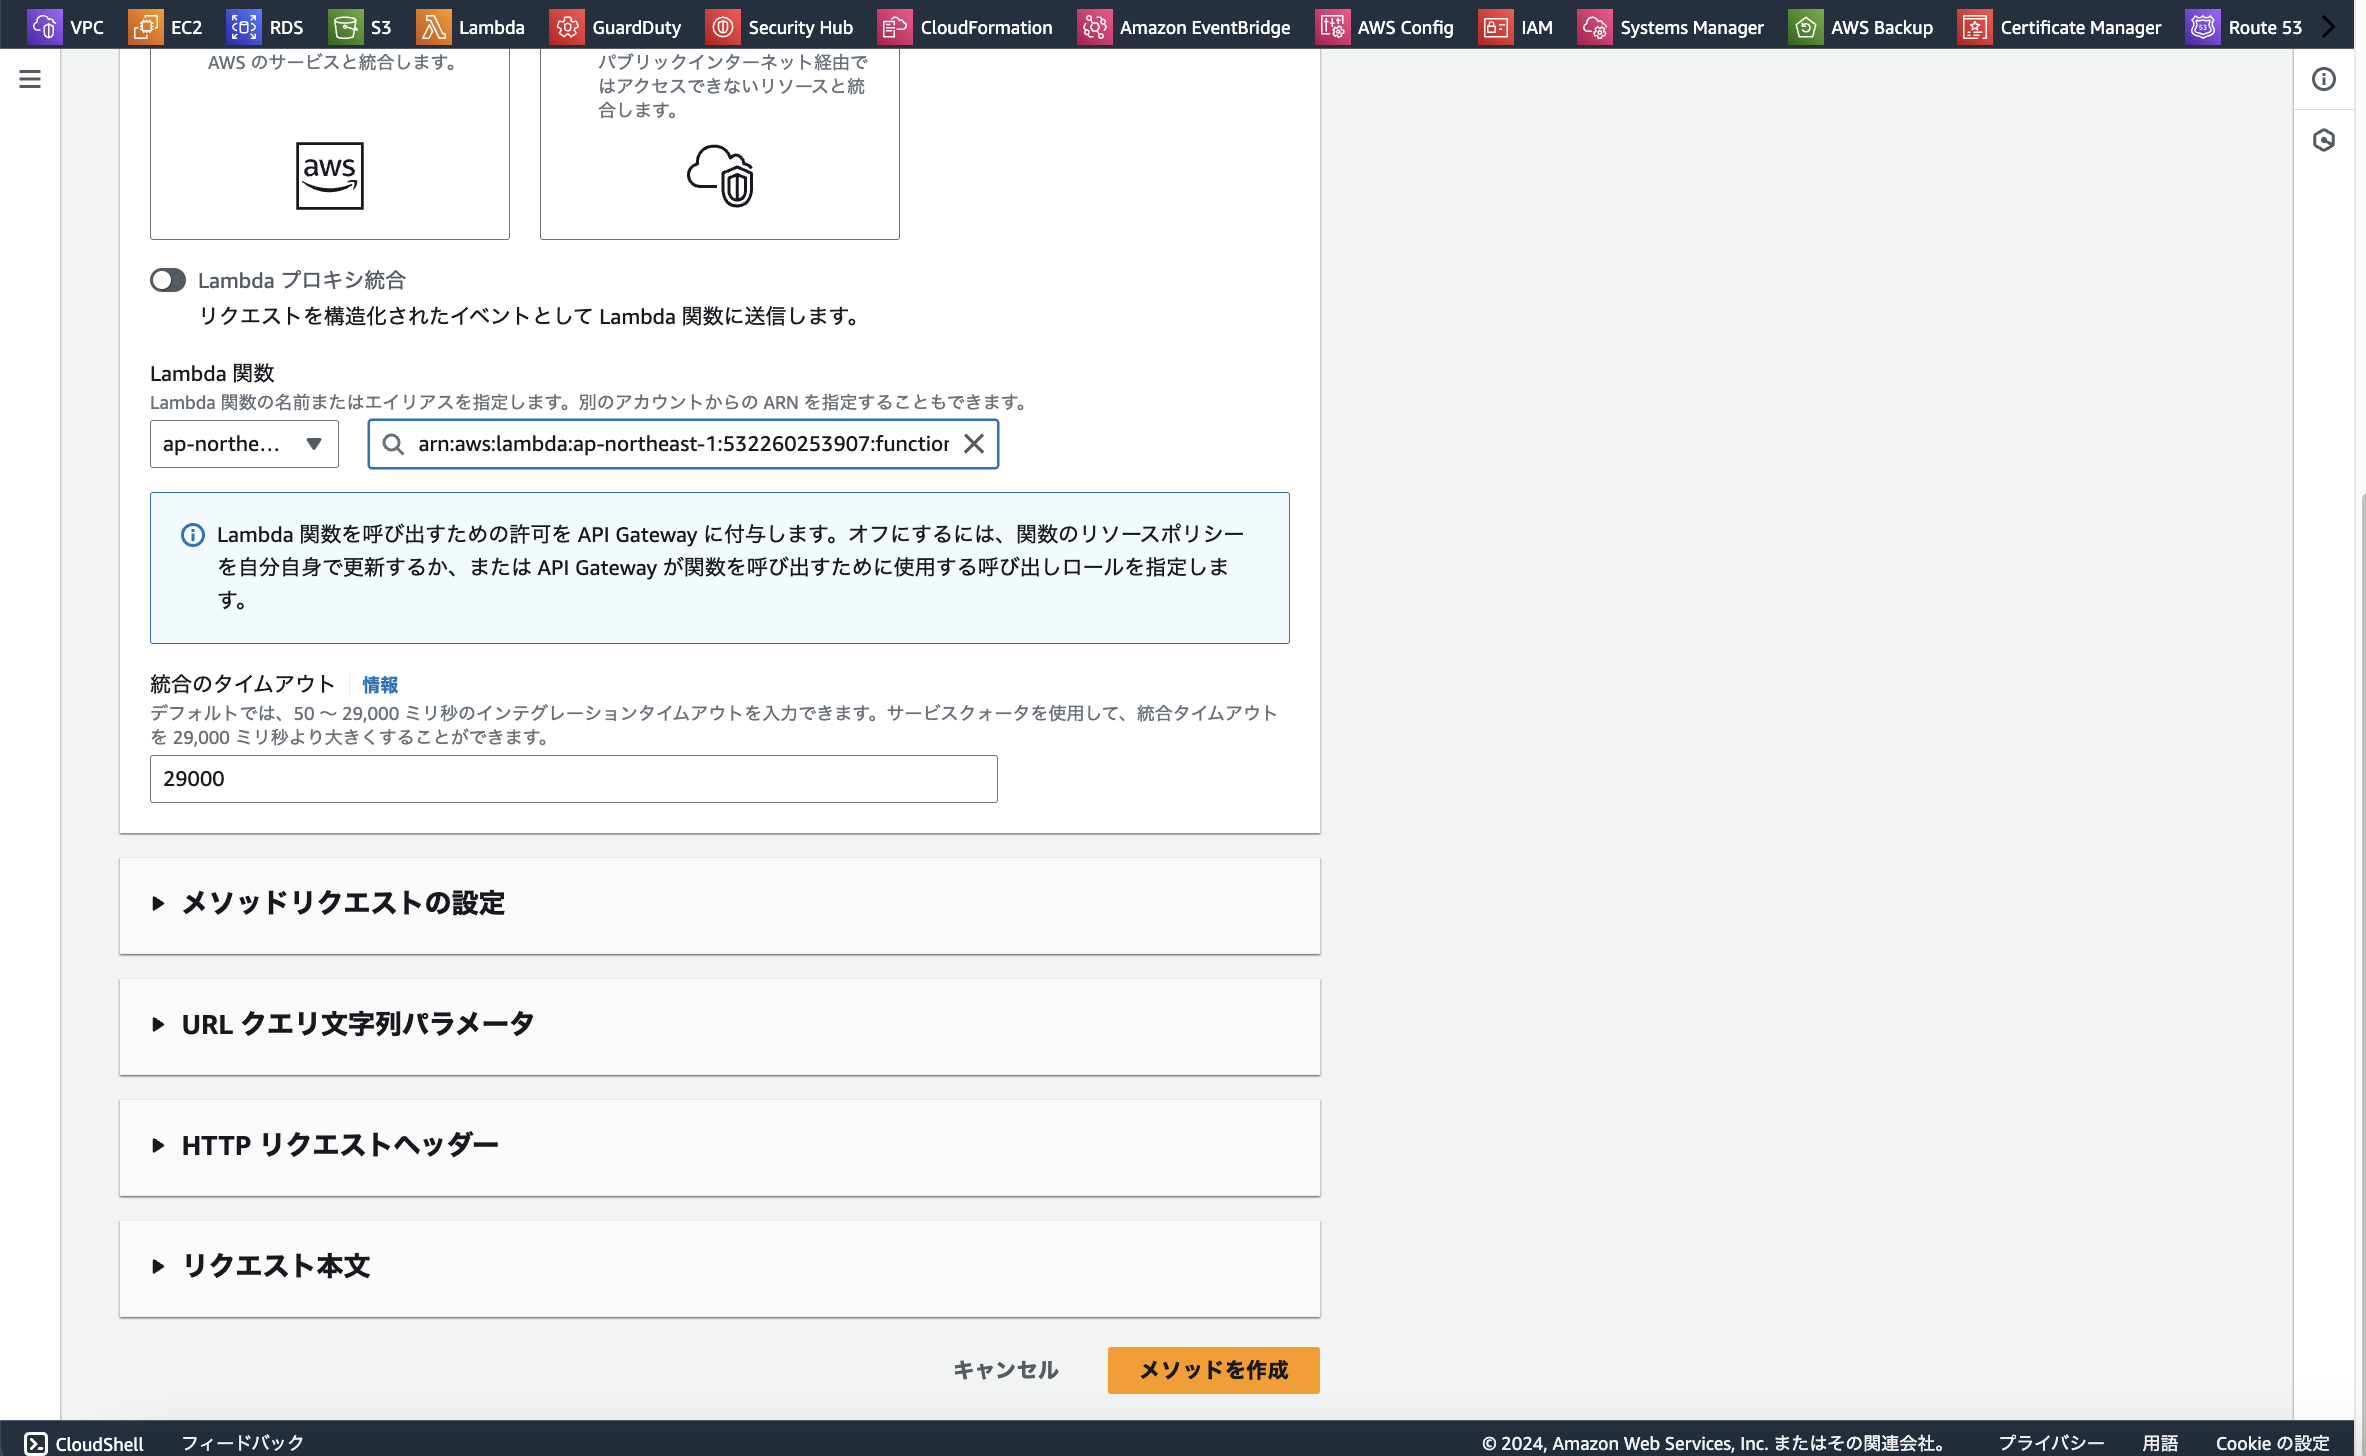 VPC EC2 RDS S3 Lambda GuardDuty Security Hub CloudFormation Amazon EventBridge AWS Config IAM Systems Manager AWS Backup Certificate Manager Route 53
AWS のサービスと統合します。
パブリックインターネット経由で
はアクセスできないリソースと統
合します。
aws
Lambda プロキシ統合
リクエストを構造化されたイベントとして Lambda 関数に送信します。
Lambda 関数
Lambda 関数の名前またはエイリアスを指定します。別のアカウントからの ARN を指定することもできます。
ap-northe... arn:aws:lambda:ap-northeast-1:532260253907:function
Lambda 関数を呼び出すための許可を API Gateway に付与します。オフにするには、関数のリソースポリシー
を自分自身で更新するか、または API Gateway が関数を呼び出すために使用する呼び出しロールを指定しま
す。
統合のタイムアウト 情報
デフォルトでは、50 ～ 29,000 ミリ秒のインテグレーションタイムアウトを入力できます。サービスクォータを使用して、統合タイムアウト
を 29,000 ミリ秒より大きくすることができます。
29000
メソッドリクエストの設定
URL クエリ文字列パラメータ
HTTP リクエストヘッダー
リクエスト本文
キャンセル メソッドを作成
CloudShell フィードバック © 2024, Amazon Web Services, Inc. またはその関連会社。 プライバシー 用語 Cookie の設定